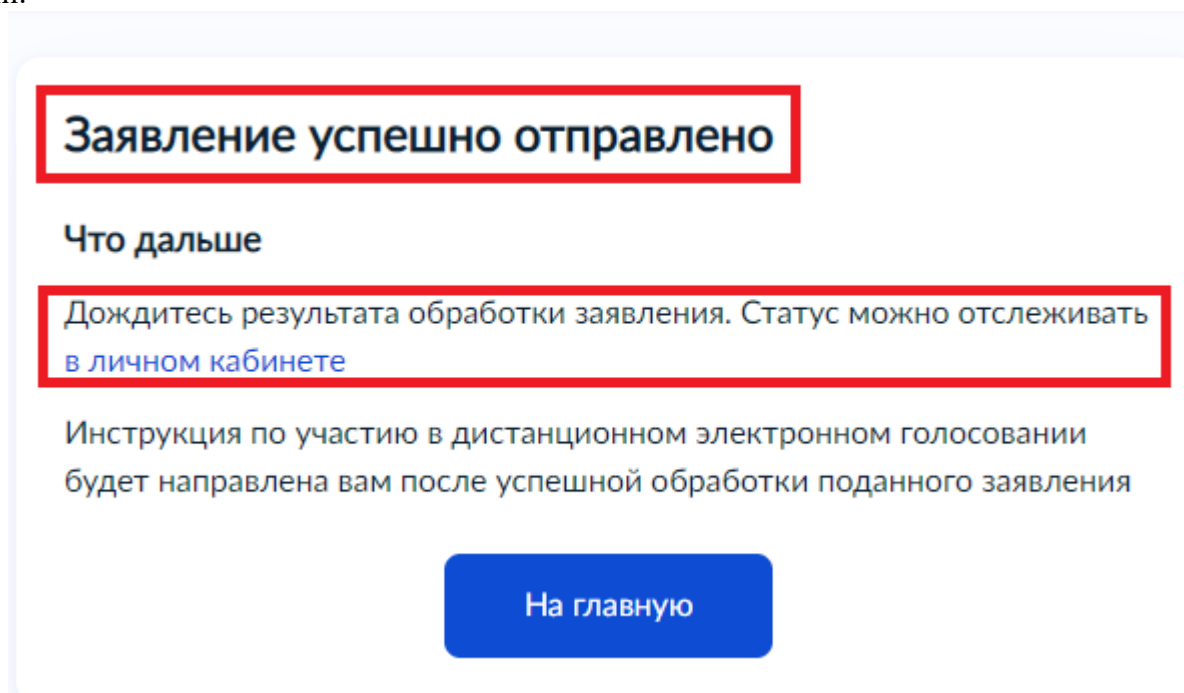 Заявление успешно отправлено
Что дальше
Дождитесь результата обработки заявления. Статус можно отслеживать
в личном кабинете
Инструкция по участию в дистанционном электронном голосовании
будет направлена вам после успешной обработки поданного заявления
На главную